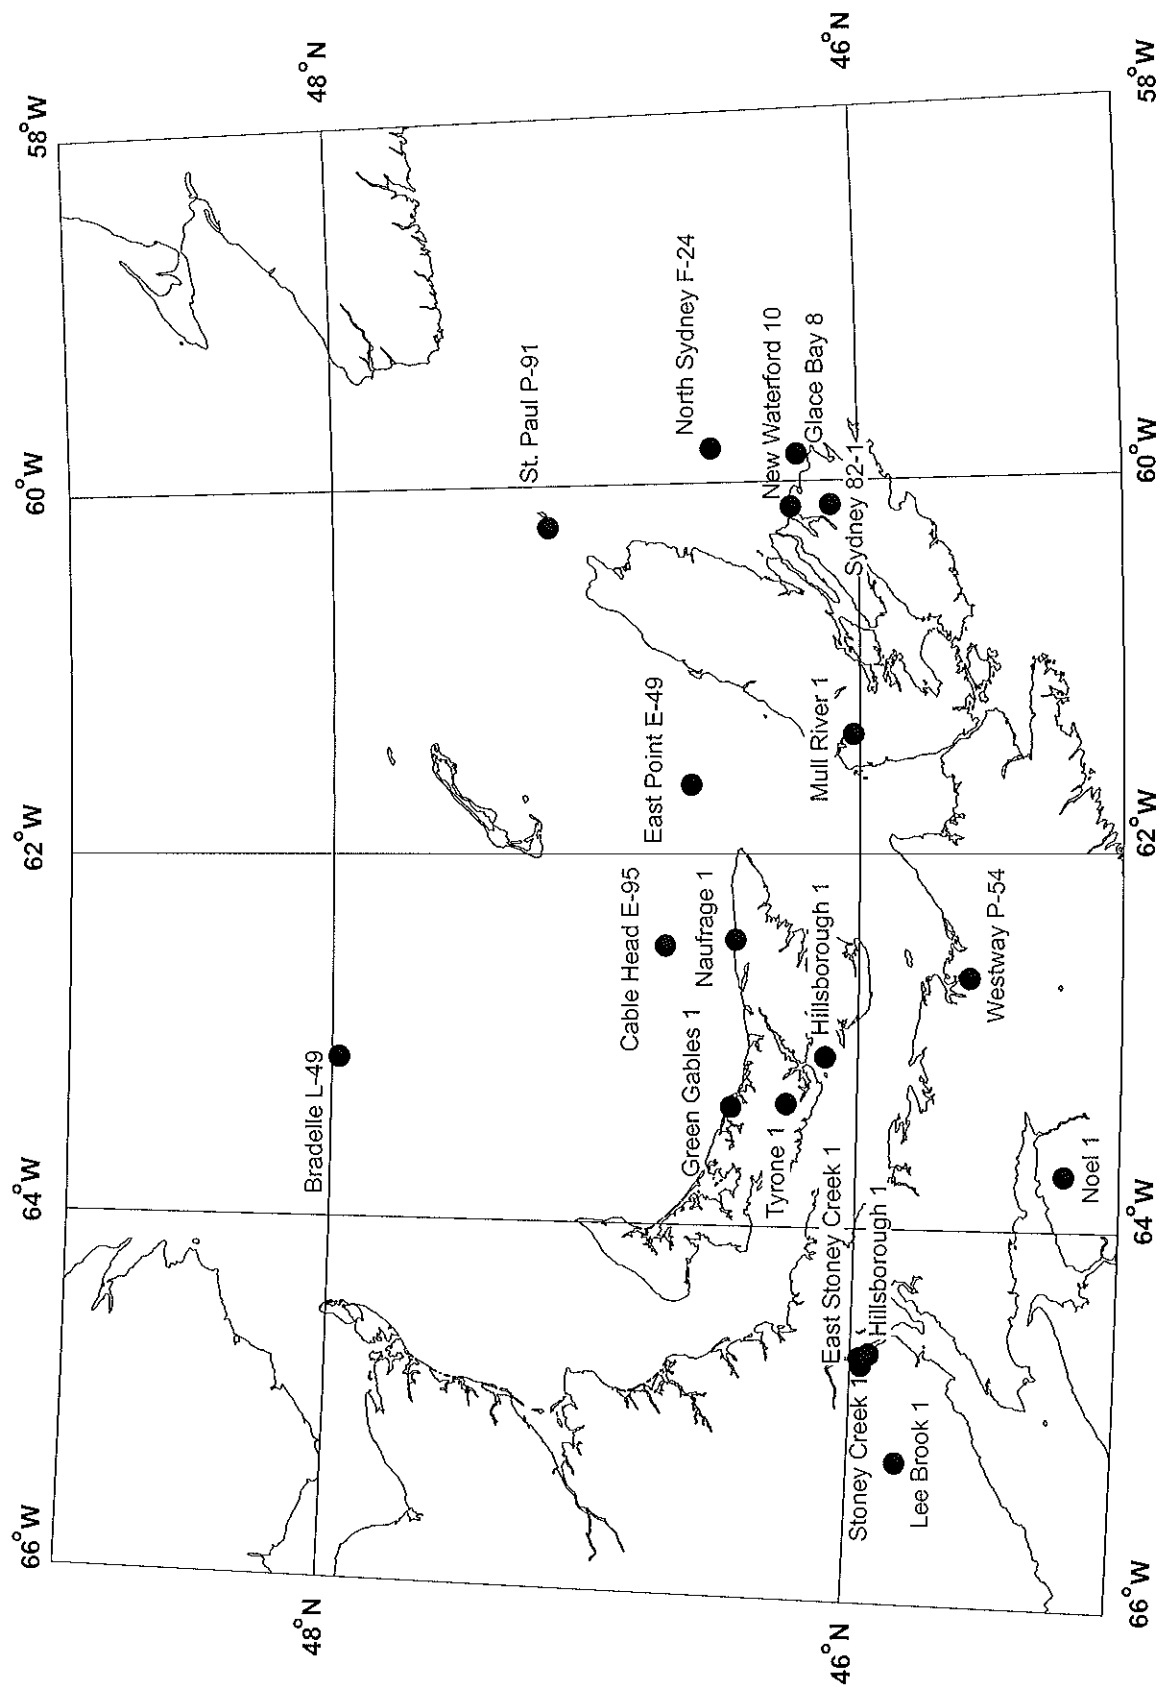 66°W
64°W
62°W
60°W
58°W
48°N
48°N
Bradelle L-49
St. Paul P-91
Cable Head E-95
East Point E-49
North Sydney F-24
Green Gables 1
Naufrage 1
Tyrone 1
New Waterford 10
Hillsborough 1
Mull River 1
Glace Bay 8
East Stoney Creek 1
Sydney 82-1
46°N
46°N
Stoney Creek 1
Hillsborough 1
Lee Brook 1
Westway P-54
Noel 1
66°W
64°W
62°W
60°W
58°W